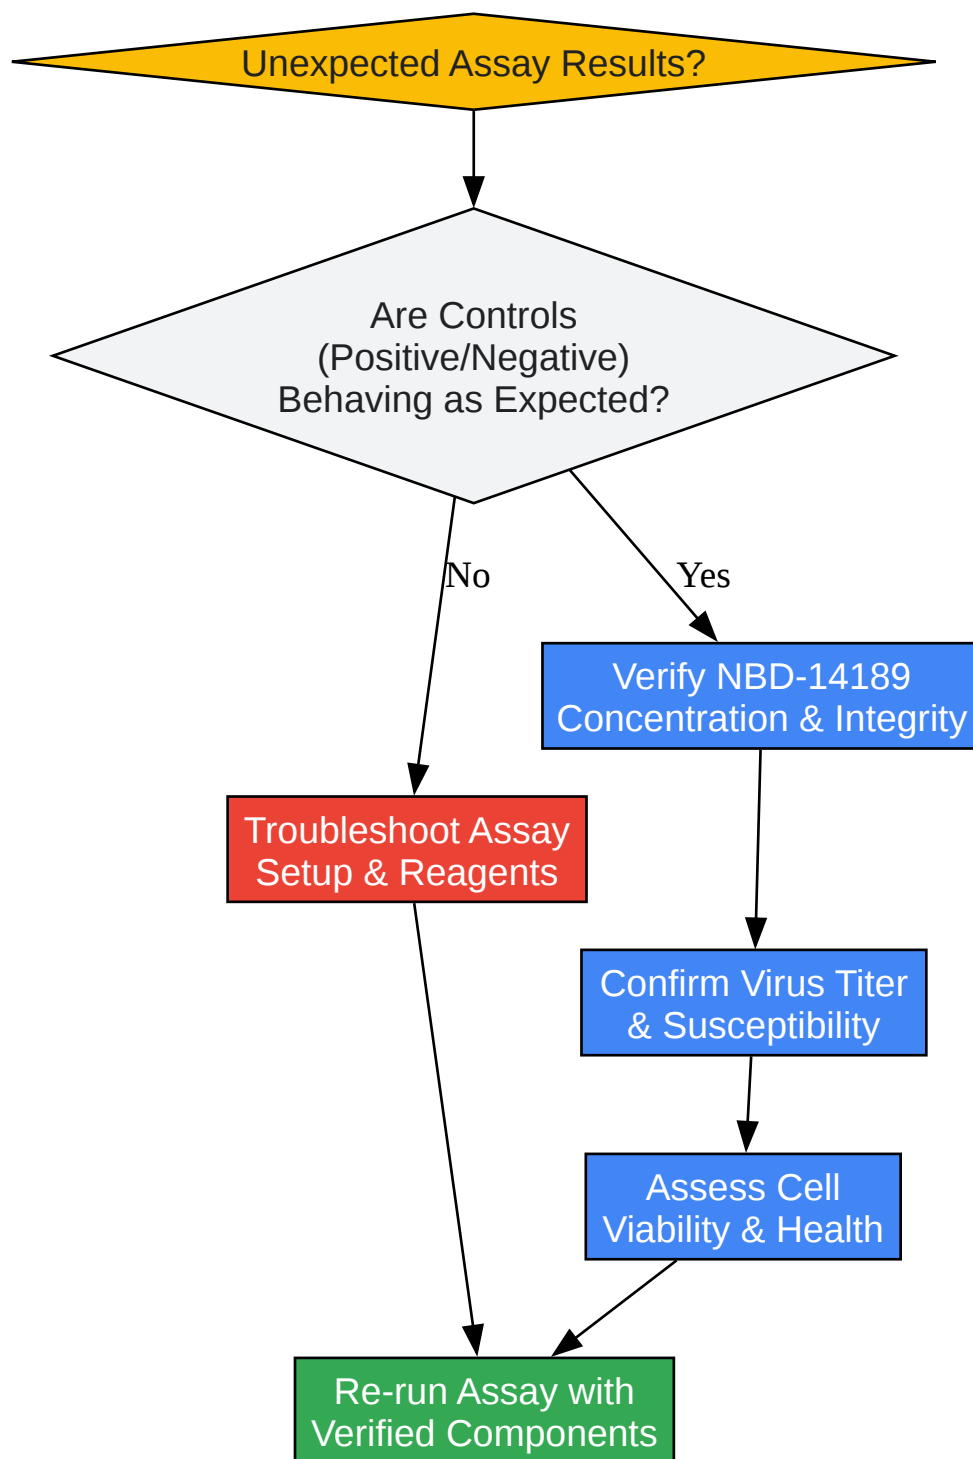 Unexpected Assay Results?
Are Controls
(Positive/Negative)
Behaving as Expected?
No
Yes
Verify NBD-14189
Concentration & Integrity
Troubleshoot Assay
Setup & Reagents
Confirm Virus Titer
& Susceptibility
Assess Cell
Viability & Health
Re-run Assay with
Verified Components